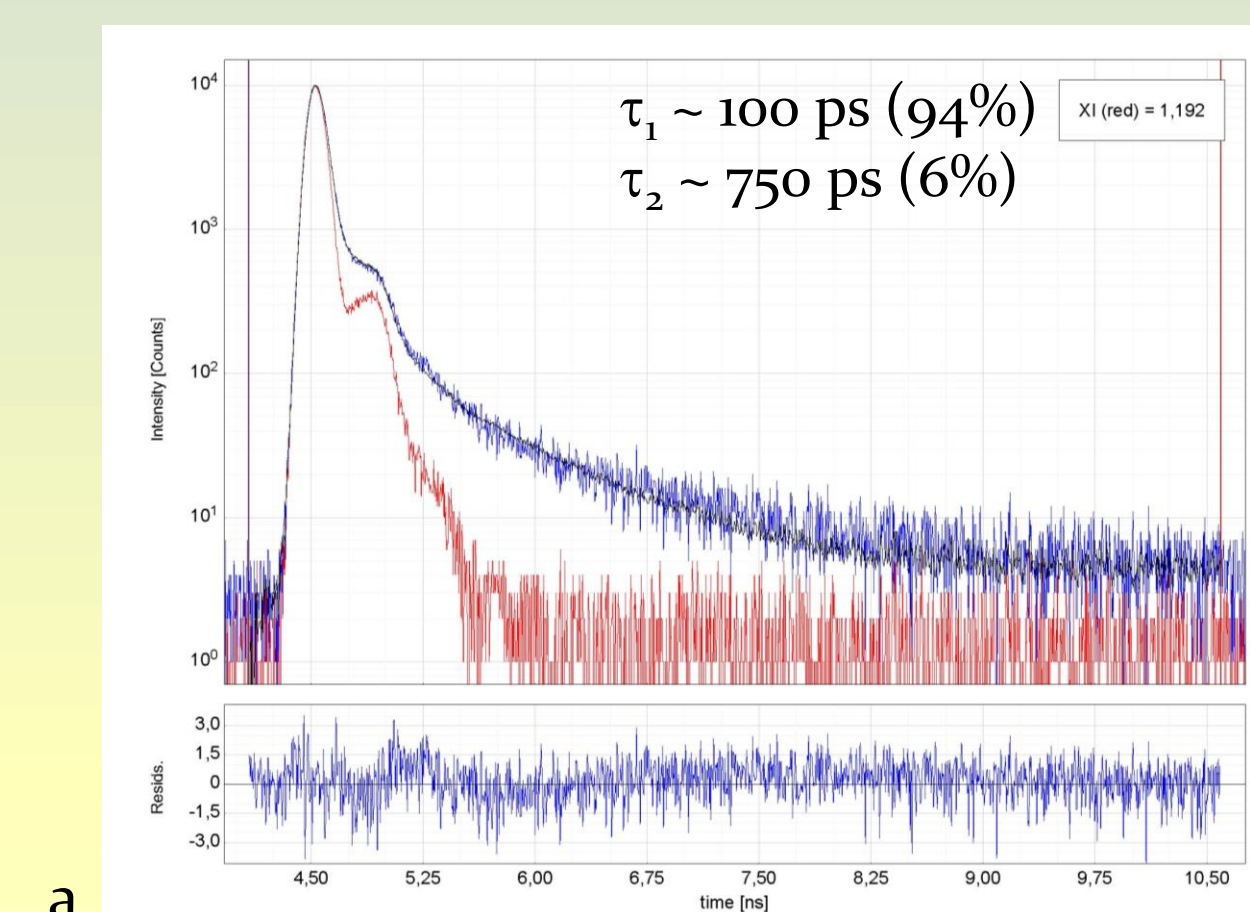 τ₁ ~ 100 ps (94%)
τ₂ ~ 750 ps (6%)
XI (red) = 1,192
Intensity [Counts]
10⁴
10³
10²
10¹
10⁰
Resids.
3,0
1,5
0
-1,5
-3,0
4,50 5,25 6,00 6,75 7,50 8,25 9,00 9,75 10,50
time [ns]
a